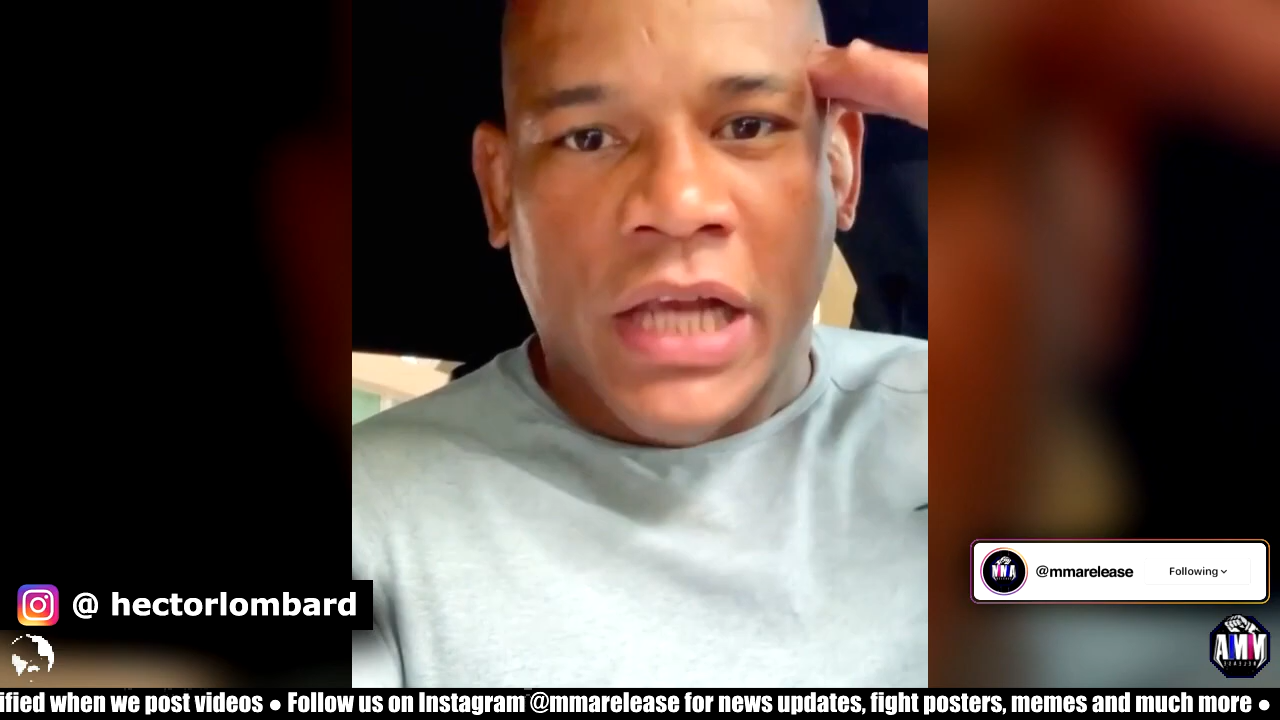 @ hectorlombard
@mmarelease
Following
ified when we post videos ● Follow us on Instagram @mmarelease for news updates, fight posters, memes and much more ●